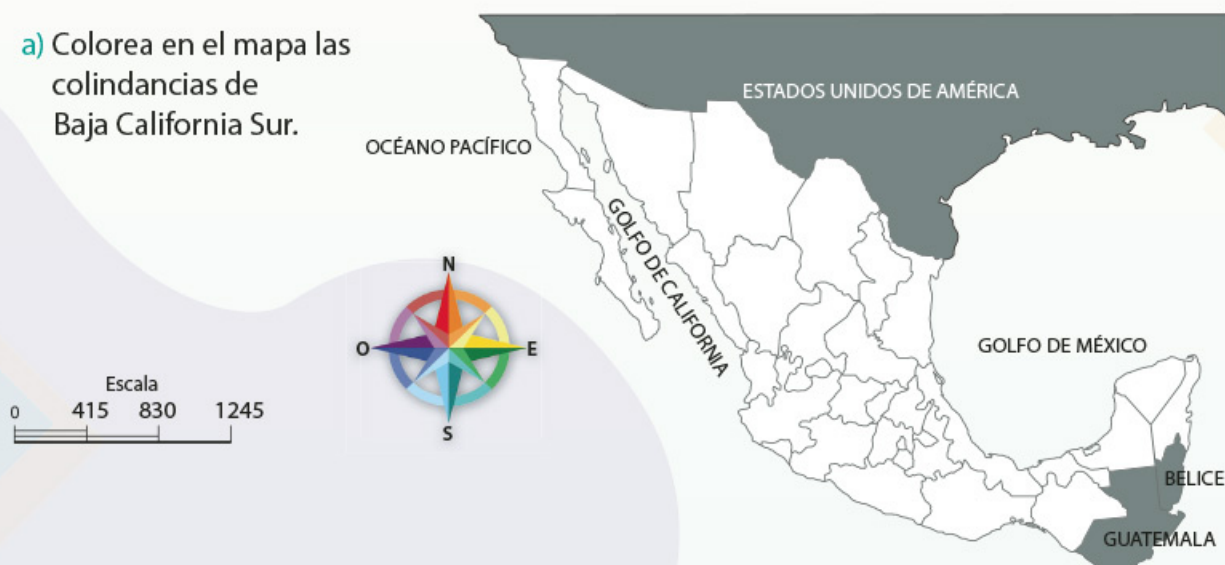 a) Colorea en el mapa las
colindancias de
Baja California Sur.
ESTADOS UNIDOS DE AMÉRICA
OCÉANO PACÍFICO
GOLFO DE CALIFORNIA
N
O
E
S
GOLFO DE MÉXICO
Escala
0 415 830 1245
BELICE
GUATEMALA